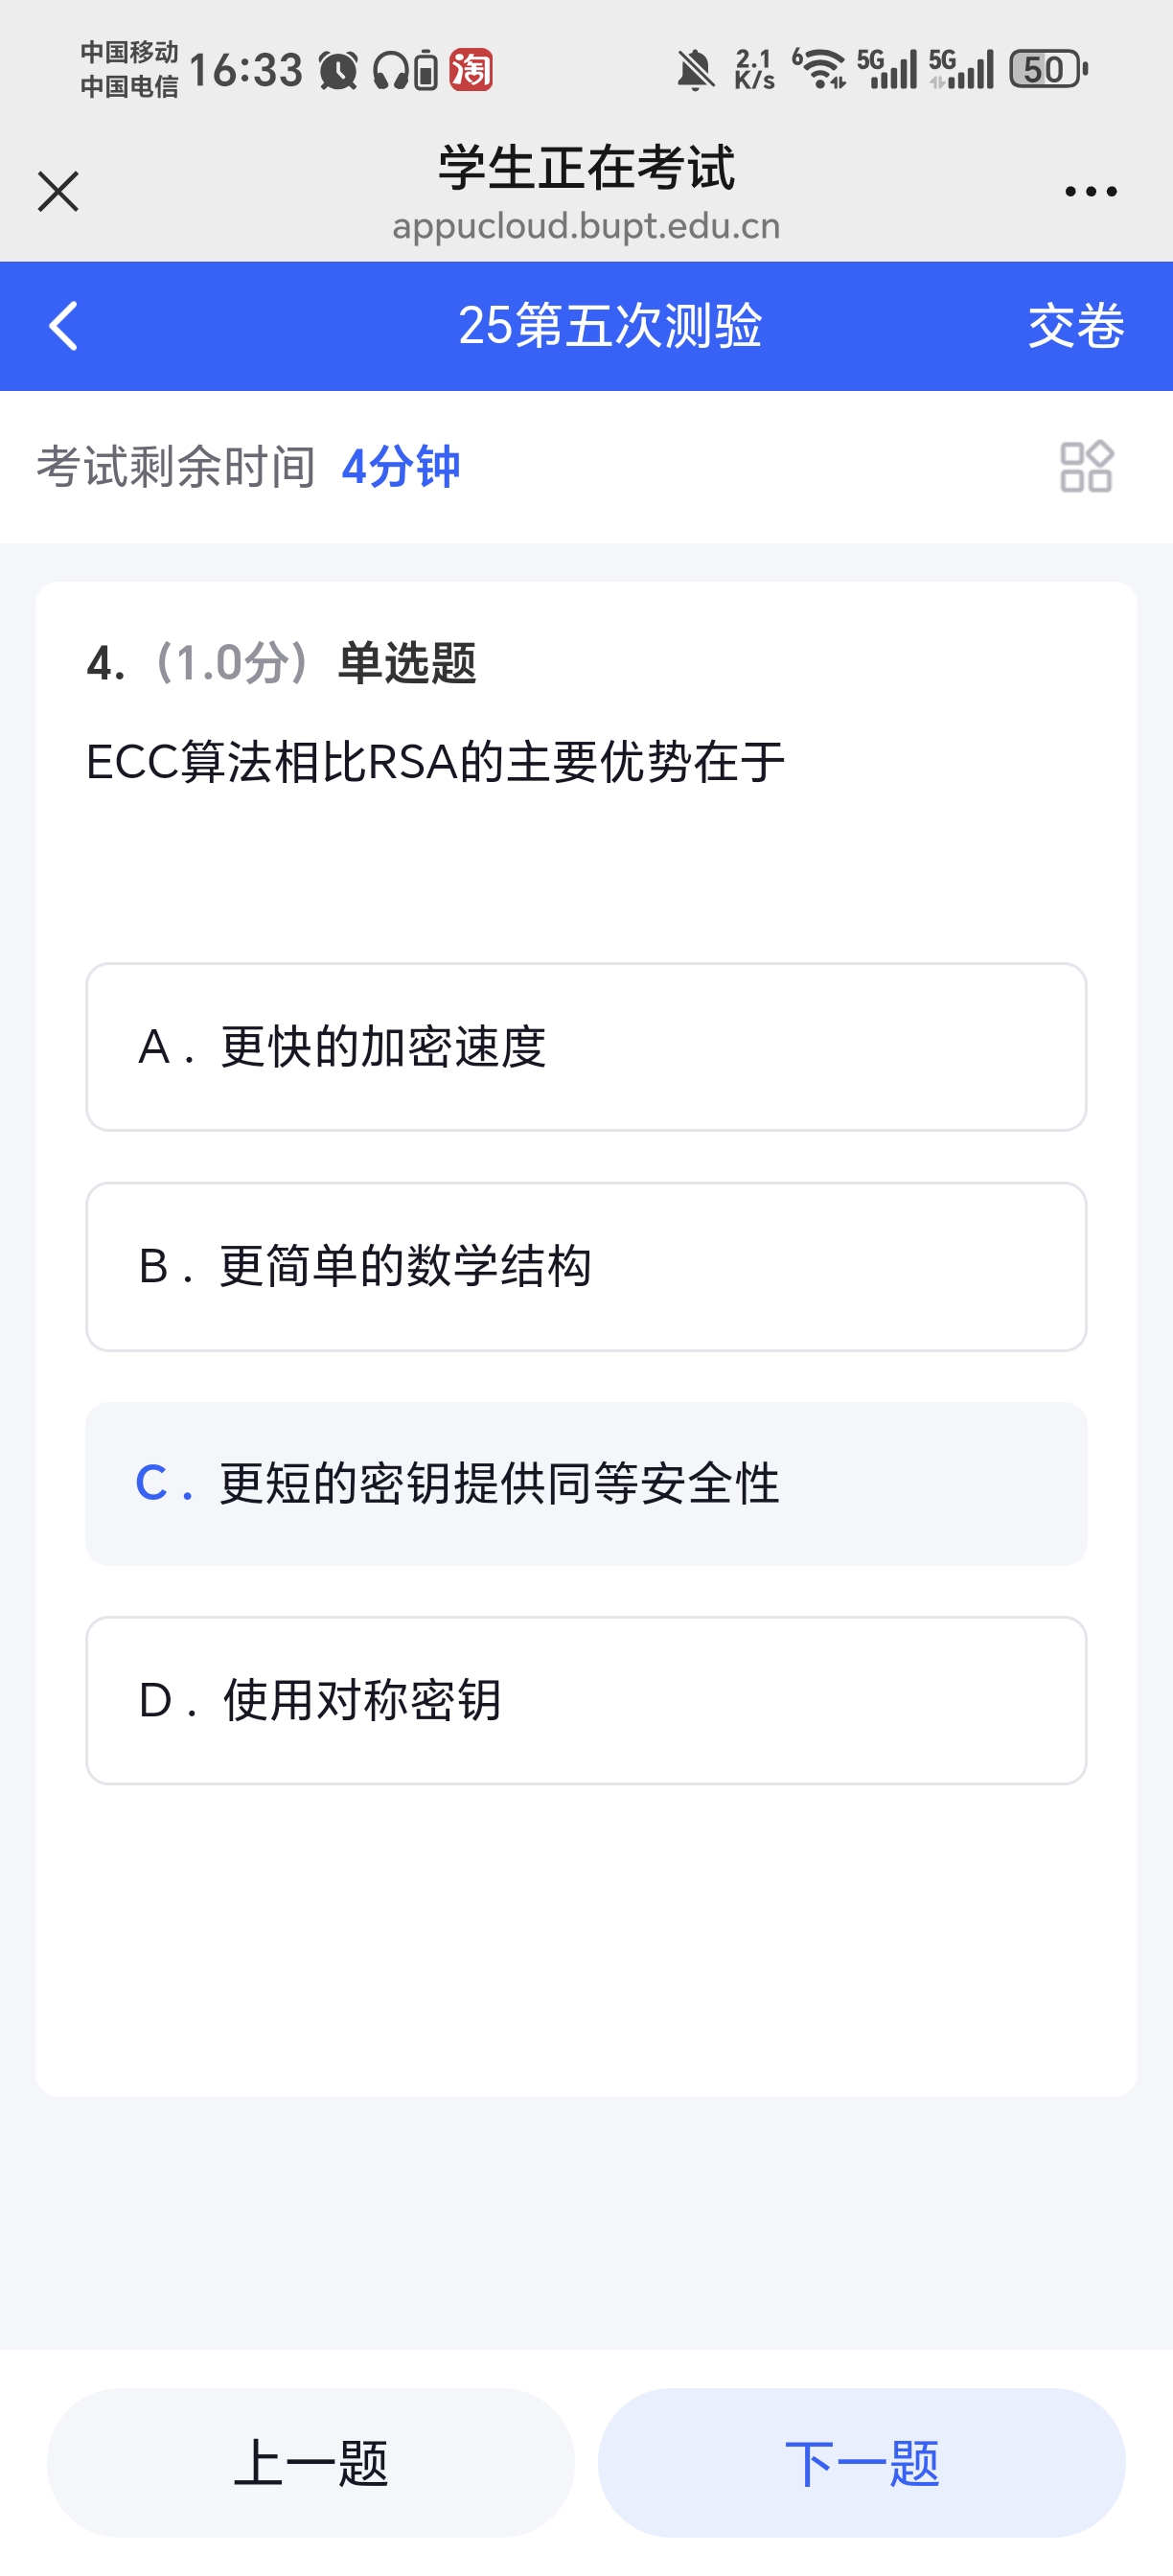 中国移动
中国电信
16:33
淘
2.1
K/s
6
5G
5G
50
学生正在考试
appucloud.bupt.edu.cn
25第五次测验
交卷
考试剩余时间 4分钟
4. (1.0分) 单选题
ECC算法相比RSA的主要优势在于
A . 更快的加密速度
B . 更简单的数学结构
C . 更短的密钥提供同等安全性
D . 使用对称密钥
上一题
下一题